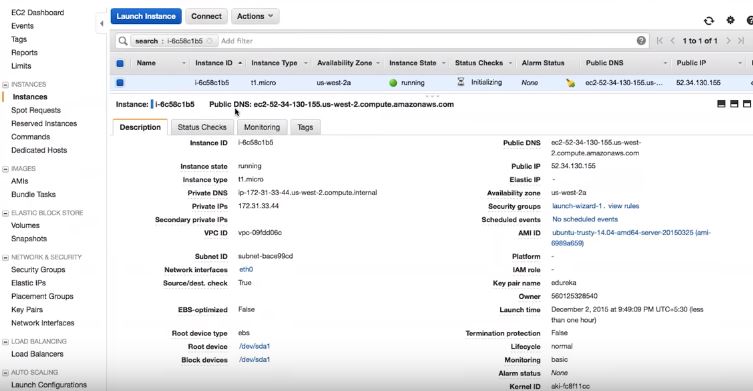 EC2 Dashboard
Events
Tags
Reports
Limits
INSTANCES
Instances
Spot Requests
Reserved Instances
Commands
Dedicated Hosts
IMAGES
AMIs
Bundle Tasks
ELASTIC BLOCK STORE
Volumes
Snapshots
NETWORK & SECURITY
Security Groups
Elastic IPs
Placement Groups
Key Pairs
Network Interfaces
LOAD BALANCING
Load Balancers
AUTO SCALING
Launch Configurations
Launch Instance Connect Actions
search : i-6c58c1b5 Add filter 1 to 1 of 1
Name Instance ID Instance Type Availability Zone Instance State Status Checks Alarm Status Public DNS Public IP
i-6c58c1b5 t1.micro us-west-2a running Initializing None ec2-52-34-130-155.us-... 52.34.130.155
Instance: i-6c58c1b5 Public DNS: ec2-52-34-130-155.us-west-2.compute.amazonaws.com
Description Status Checks Monitoring Tags
Instance ID i-6c58c1b5
Instance state running
Instance type t1.micro
Private DNS ip-172-31-33-44.us-west-2.compute.internal
Private IPs 172.31.33.44
Secondary private IPs
VPC ID vpc-09fdd06c
Subnet ID subnet-bace99cd
Network interfaces eth0
Source/dest. check True
EBS-optimized False
Root device type ebs
Root device /dev/sda1
Block devices /dev/sda1
Public DNS ec2-52-34-130-155.us-west-
2.compute.amazonaws.com
Public IP 52.34.130.155
Elastic IP -
Availability zone us-west-2a
Security groups launch-wizard-1. view rules
Scheduled events No scheduled events
AMI ID ubuntu-trusty-14.04-amd64-server-20150325 (ami-
6989a659)
Platform -
IAM role -
Key pair name edureka
Owner 560125328540
Launch time December 2, 2015 at 9:49:09 PM UTC+5:30 (less
than one hour)
Termination protection False
Lifecycle normal
Monitoring basic
Alarm status None
Kernel ID aki-fc8f11cc